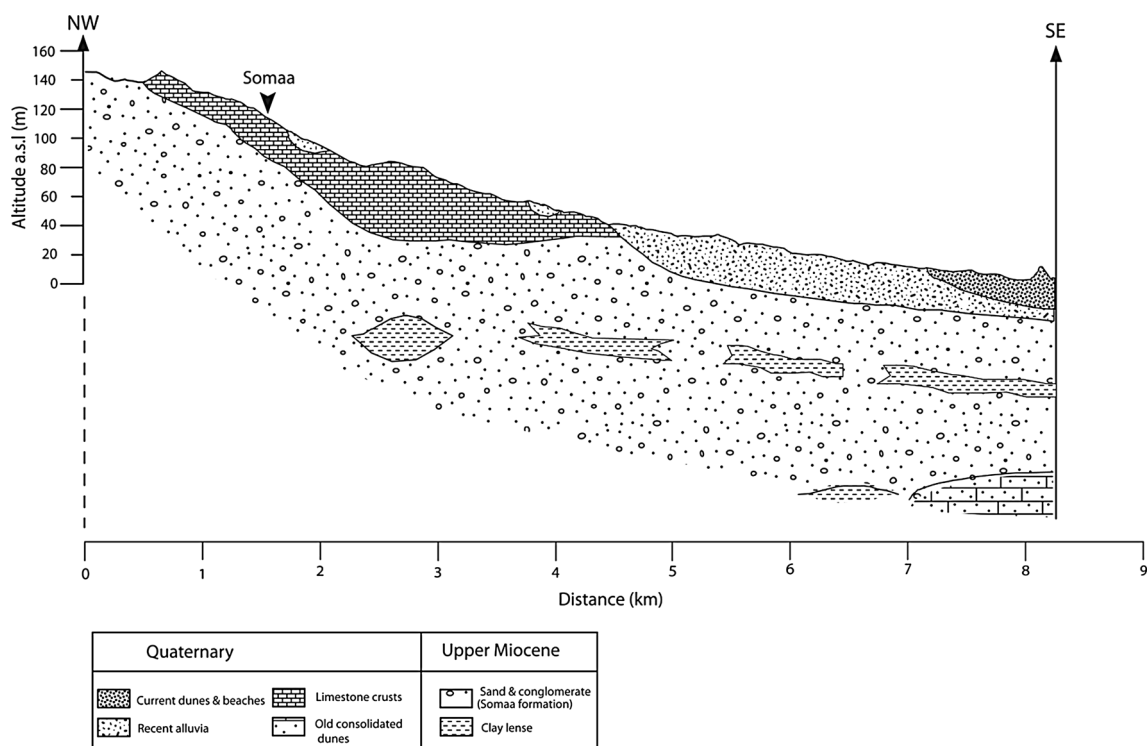 NW
SE
160
140
120
100
80
60
40
20
0
Altitude a.s.l (m)
Somaa
0 1 2 3 4 5 6 7 8 9
Distance (km)
Quaternary
Upper Miocene
Current dunes & beaches
Limestone crusts
Sand & conglomerate
(Somaa formation)
Recent alluvia
Old consolidated
dunes
Clay lense